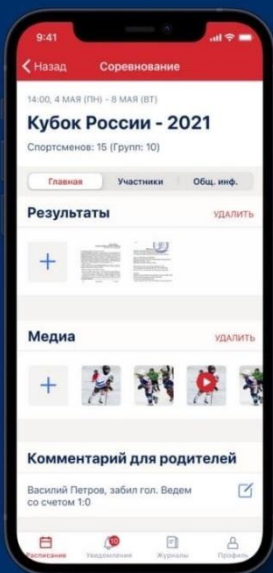 9:41
Назад
Соревнование
14:00, 4 МАЯ (ПН) - 8 МАЯ (ВТ)
Кубок России - 2021
Спортсменов: 15 (Групп: 10)
Главная Участники Общ. инф.
Результаты УДАЛИТЬ
Медиа УДАЛИТЬ
Комментарий для родителей
Василий Петров, забил гол. Ведем
со счетом 1:0
10
Расписание Уведомления Журналы Профиль